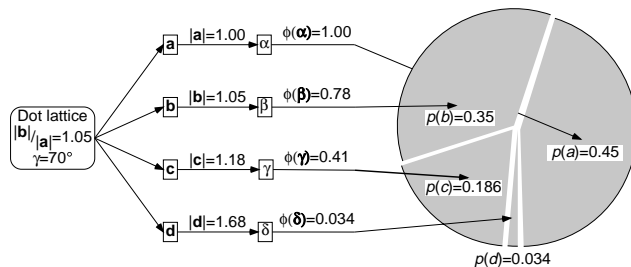 Dot lattice
|b|/|a|=1.05
γ=70°
a
|a|=1.00
α
ϕ(α)=1.00
b
|b|=1.05
β
ϕ(β)=0.78
c
|c|=1.18
γ
ϕ(γ)=0.41
d
|d|=1.68
δ
ϕ(δ)=0.034
p(b)=0.35
p(a)=0.45
p(c)=0.186
p(d)=0.034